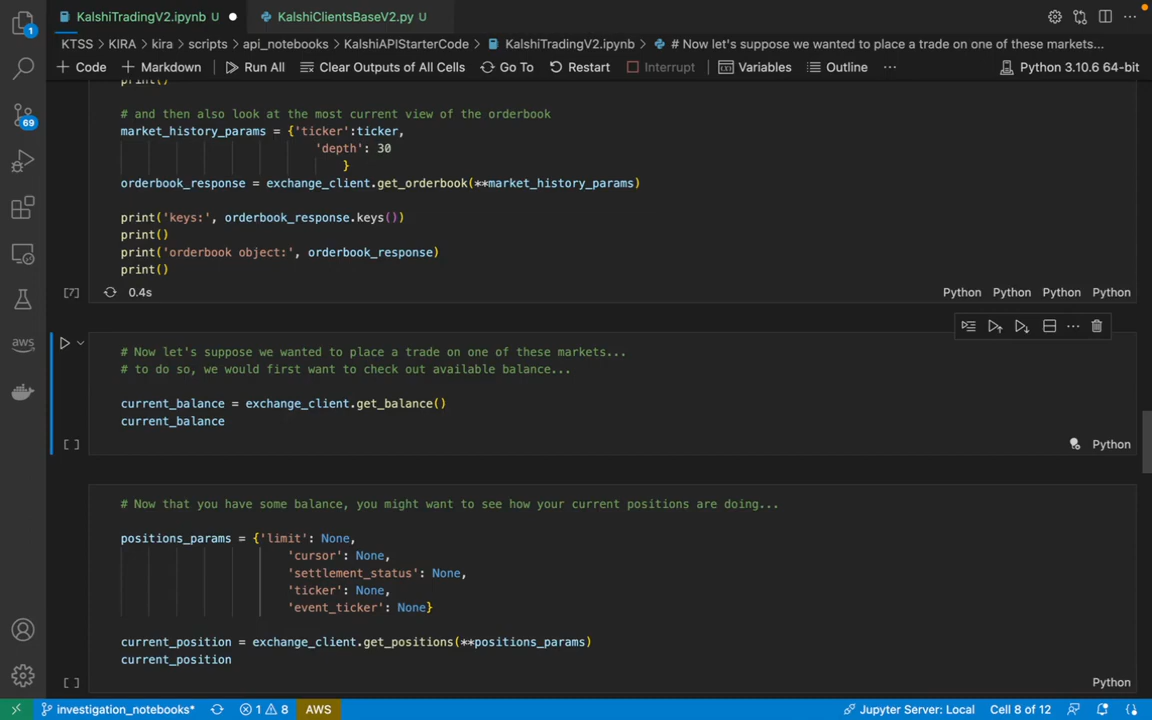 KalshiTradingV2.ipynb U
KalshiClientsBaseV2.py U
KTSS > KIRA > kira > scripts > api_notebooks > KalshiAPIStarterCode > KalshiTradingV2.ipynb > # Now let's suppose we wanted to place a trade on one of these markets...
+ Code + Markdown Run All Clear Outputs of All Cells Go To Restart Interrupt Variables Outline ... Python 3.10.6 64-bit
print()
# and then also look at the most current view of the orderbook
market_history_params = {'ticker':ticker,
'depth': 30
}
orderbook_response = exchange_client.get_orderbook(**market_history_params)
print('keys:', orderbook_response.keys())
print()
print('orderbook object:', orderbook_response)
print()
[7] 0.4s Python Python Python Python
# Now let's suppose we wanted to place a trade on one of these markets...
# to do so, we would first want to check out available balance...
current_balance = exchange_client.get_balance()
current_balance
[ ] Python
# Now that you have some balance, you might want to see how your current positions are doing...
positions_params = {'limit': None,
'cursor': None,
'settlement_status': None,
'ticker': None,
'event_ticker': None}
current_position = exchange_client.get_positions(**positions_params)
current_position
[ ] Python
1
69
aws
investigation_notebooks* 1 8 AWS Jupyter Server: Local Cell 8 of 12